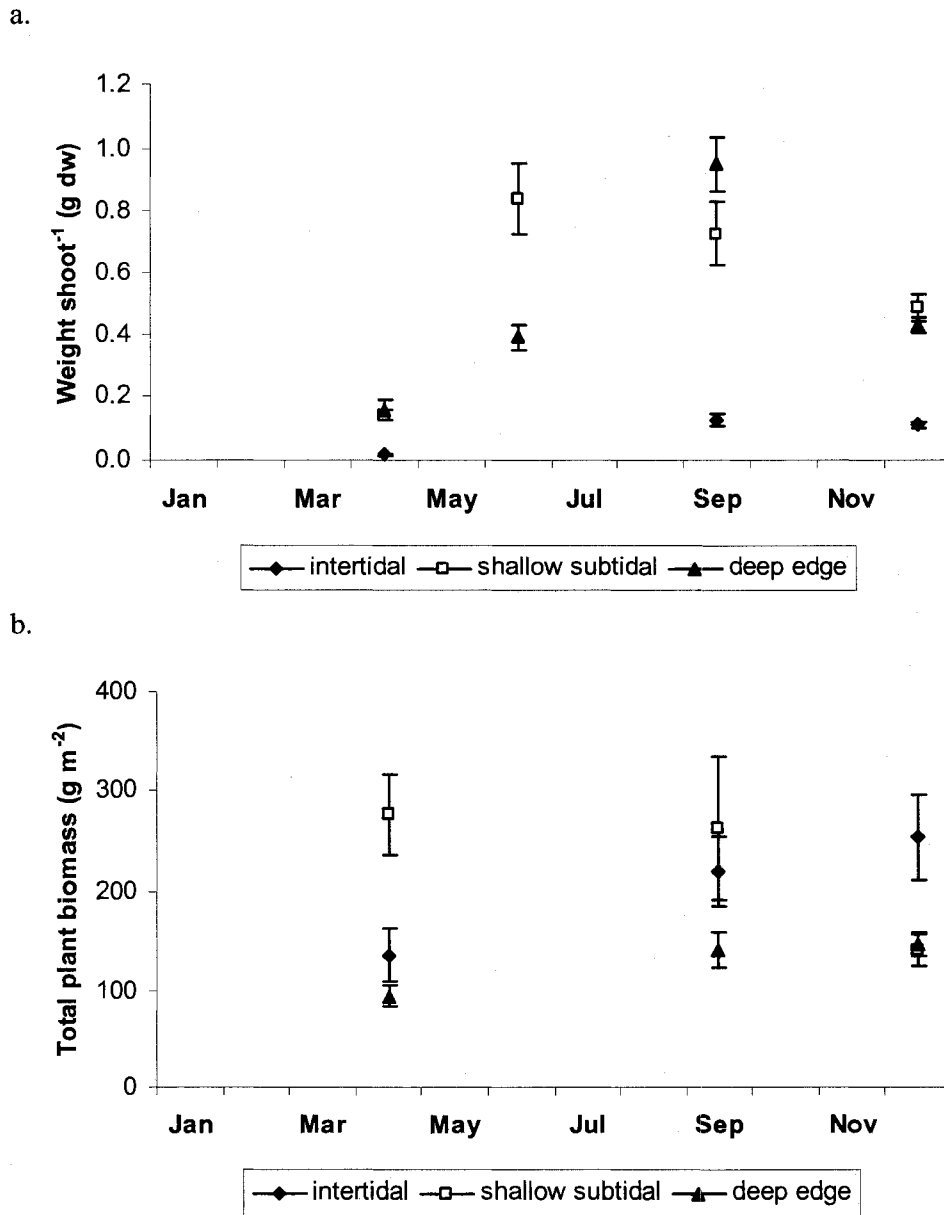 a.
1.2
1.0
0.8
0.6
0.4
0.2
0.0
Weight shoot⁻¹ (g dw)
Jan Mar May Jul Sep Nov
intertidal shallow subtidal deep edge
b.
400
300
200
100
0
Total plant biomass (g m⁻²)
Jan Mar May Jul Sep Nov
intertidal shallow subtidal deep edge